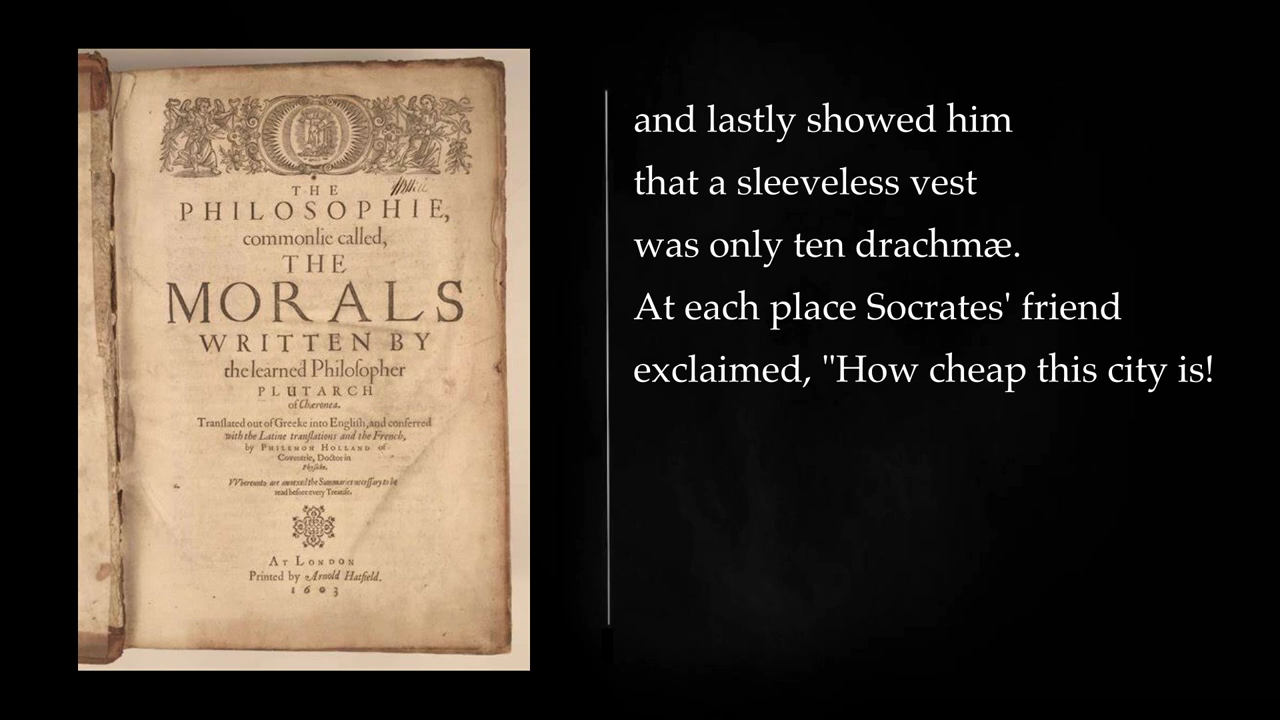 THE
PHILOSOPHIE,
commonlie called,
THE
MORALS
WRITTEN BY
the learned Philoſopher
PLUTARCH
of Chæronea.
Tranſlated out of Greeke into Engliſh, and conferred
with the Latine tranſlations and the French,
by PHILEMON HOLLAND of
Coventrie, Doctor in
Phyſicke.
VVhereunto are annexed the Summaries neceſſary to be
read before every Treatiſe.
AT LONDON
Printed by Arnold Hatfield.
1603
and lastly showed him
that a sleeveless vest
was only ten drachmæ.
At each place Socrates' friend
exclaimed, "How cheap this city is!